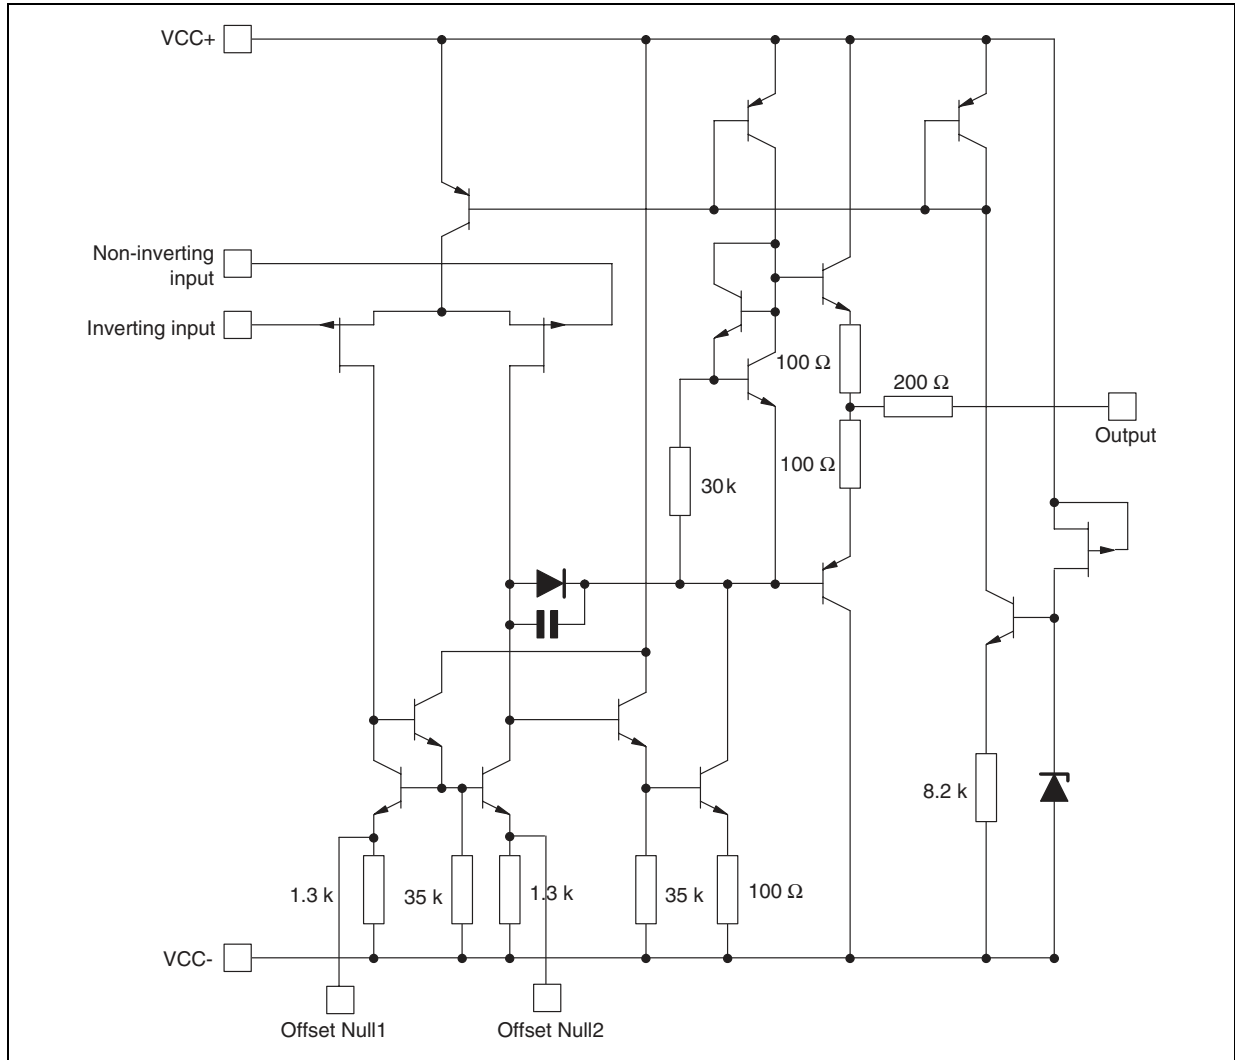 VCC+
Non-inverting
input
Inverting input
100 Ω
200 Ω
Output
100 Ω
30 k
8.2 k
1.3 k
35 k
1.3 k
35 k
100 Ω
VCC-
Offset Null1
Offset Null2